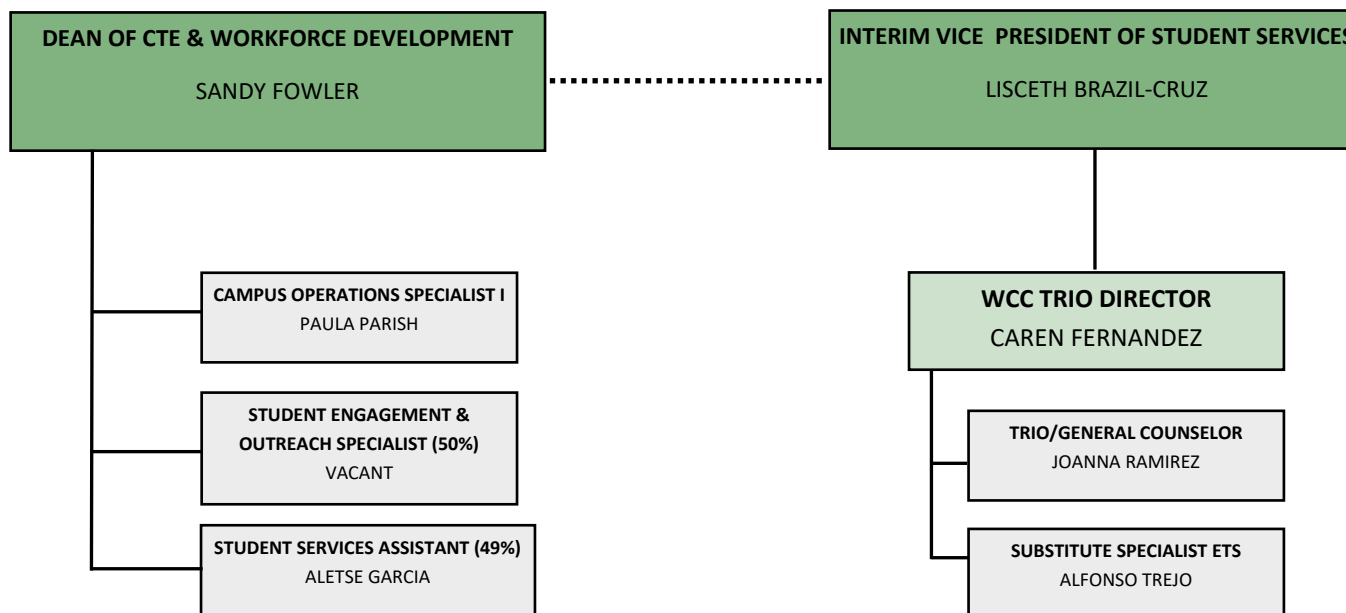 DEAN OF CTE & WORKFORCE DEVELOPMENT
SANDY FOWLER
INTERIM VICE PRESIDENT OF STUDENT SERVICES
LISCETH BRAZIL-CRUZ
CAMPUS OPERATIONS SPECIALIST I
PAULA PARISH
STUDENT ENGAGEMENT &
OUTREACH SPECIALIST (50%)
VACANT
STUDENT SERVICES ASSISTANT (49%)
ALETSE GARCIA
WCC TRIO DIRECTOR
CAREN FERNANDEZ
TRIO/GENERAL COUNSELOR
JOANNA RAMIREZ
SUBSTITUTE SPECIALIST ETS
ALFONSO TREJO